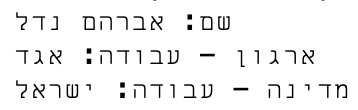 שם: אברהם נדל
ארגון – עבודה: אגד
מדינה – עבודה: ישראל